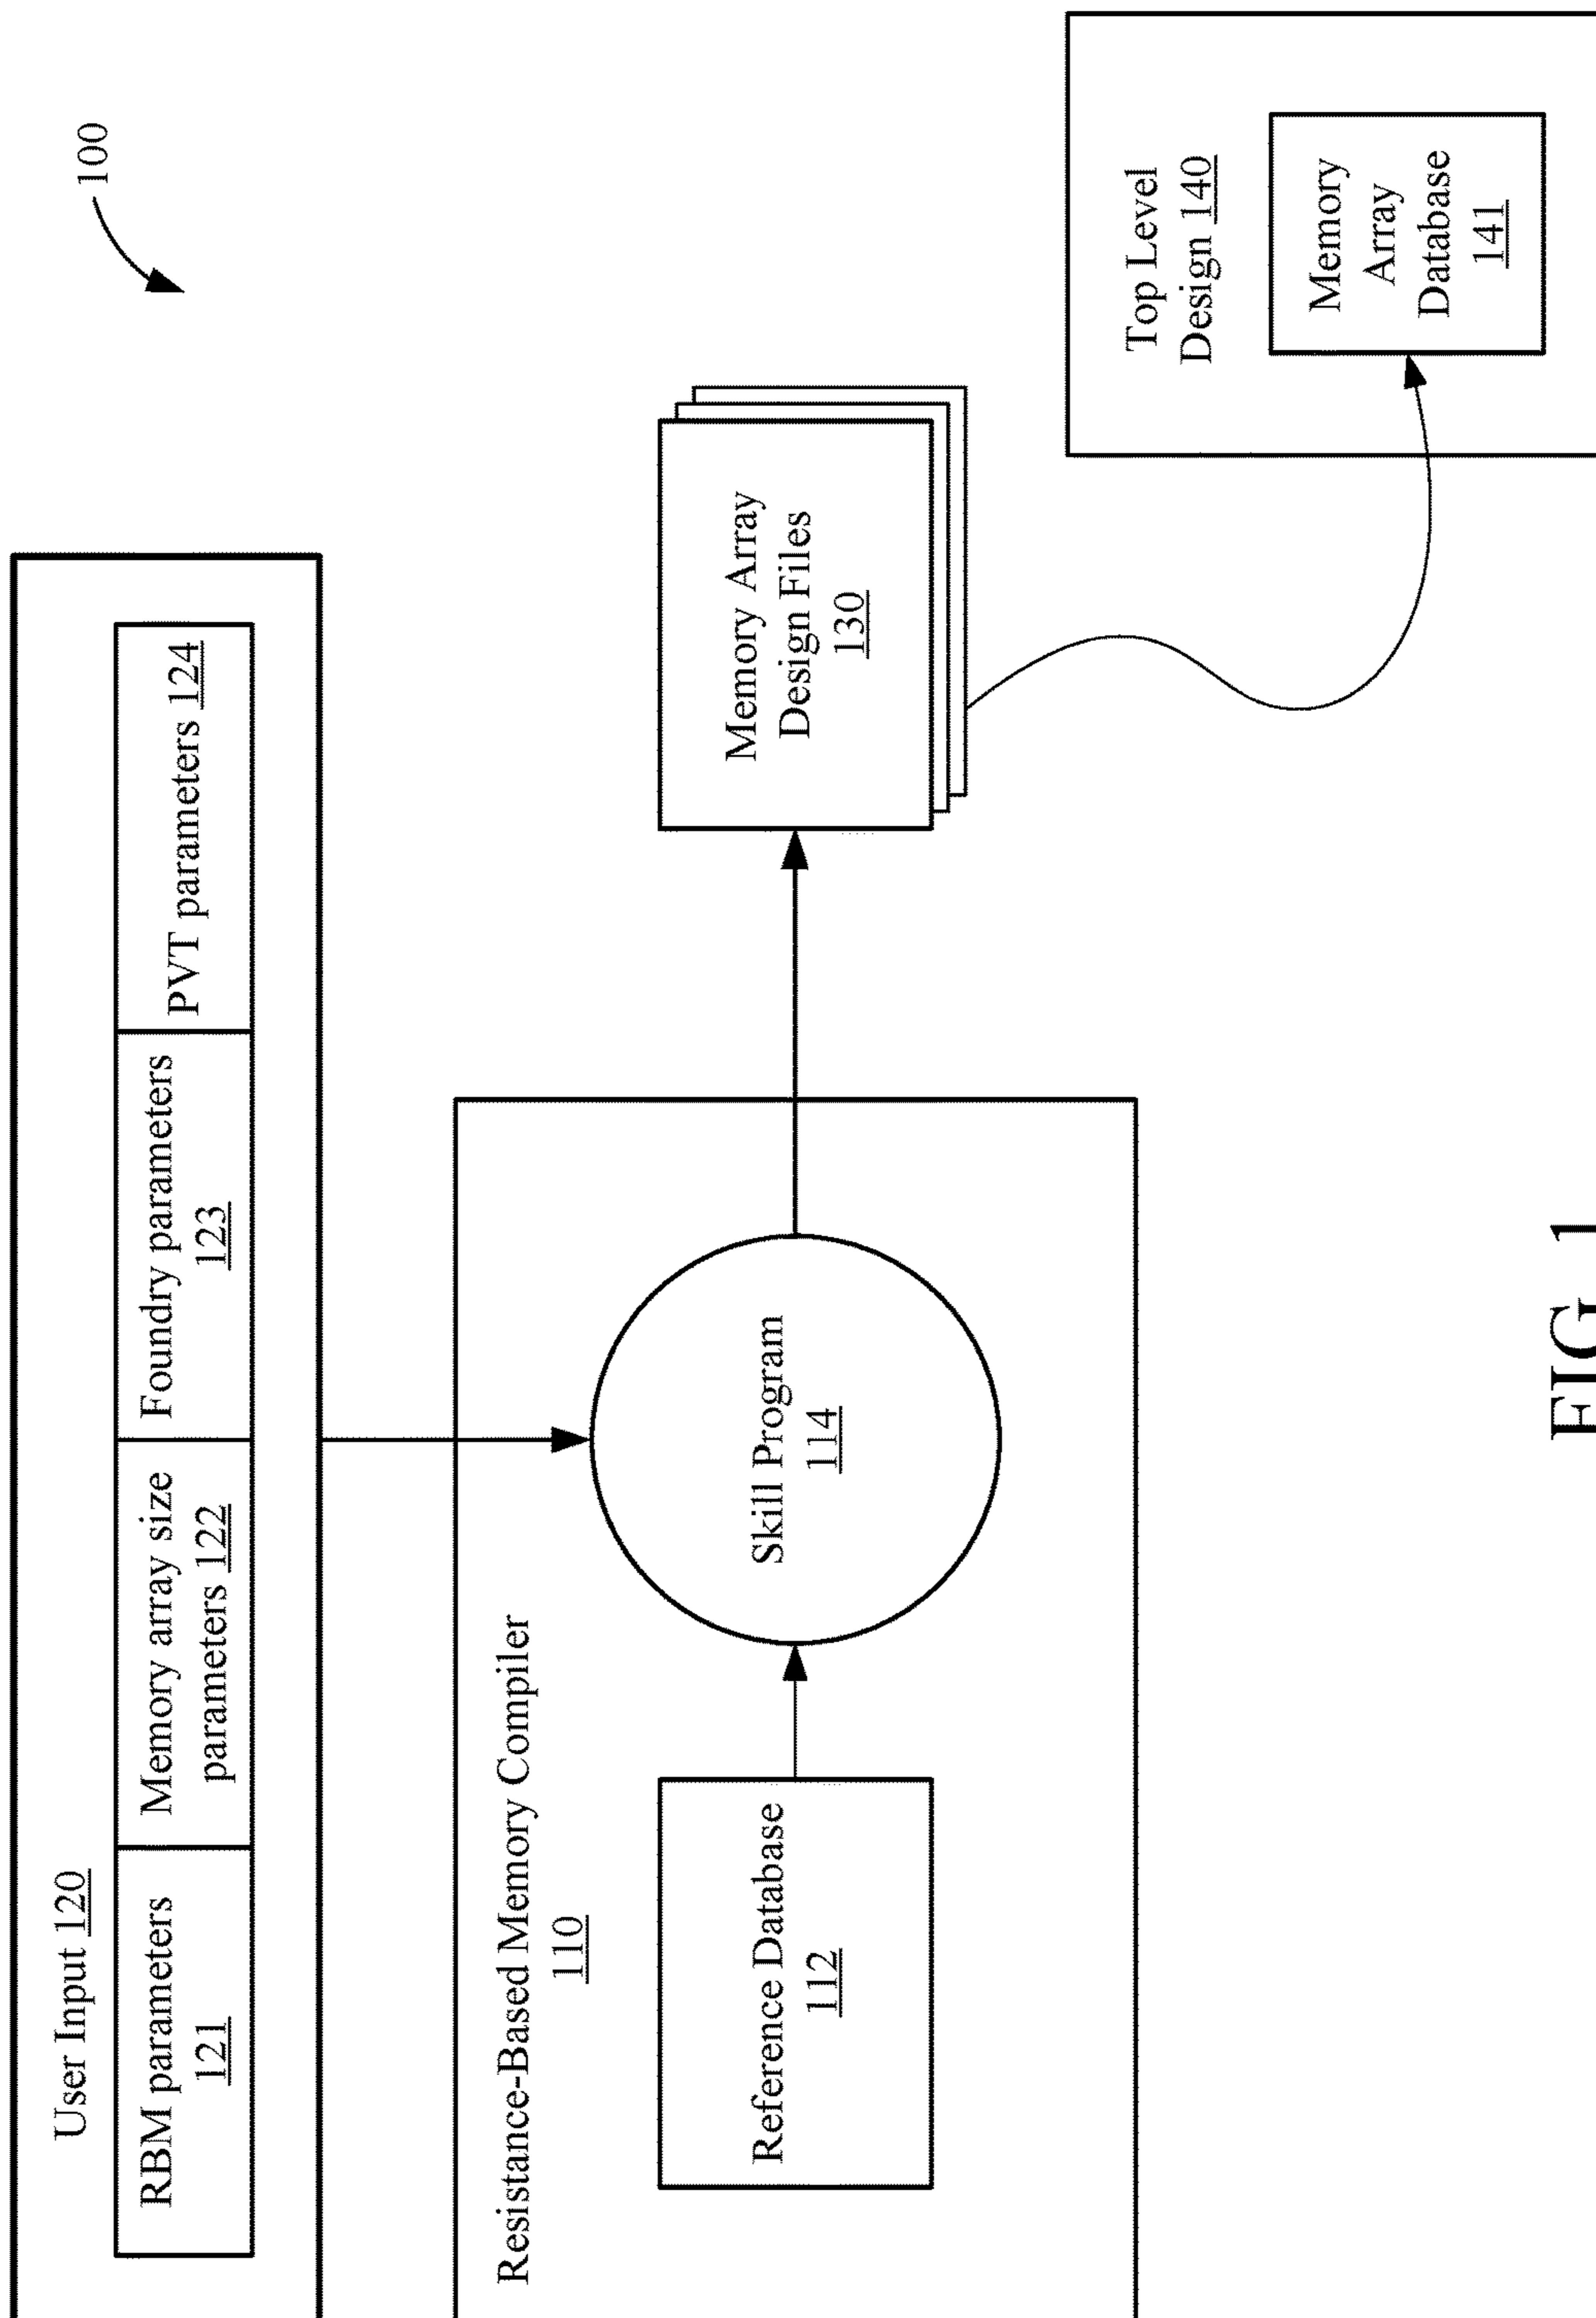 100
User Input 120
RBM parameters
121
Memory array size
parameters 122
Foundry parameters
123
PVT parameters 124
Resistance-Based Memory Compiler
110
Reference Database
112
Skill Program
114
Memory Array
Design Files
130
Top Level
Design 140
Memory
Array
Database
141
FIG. 1